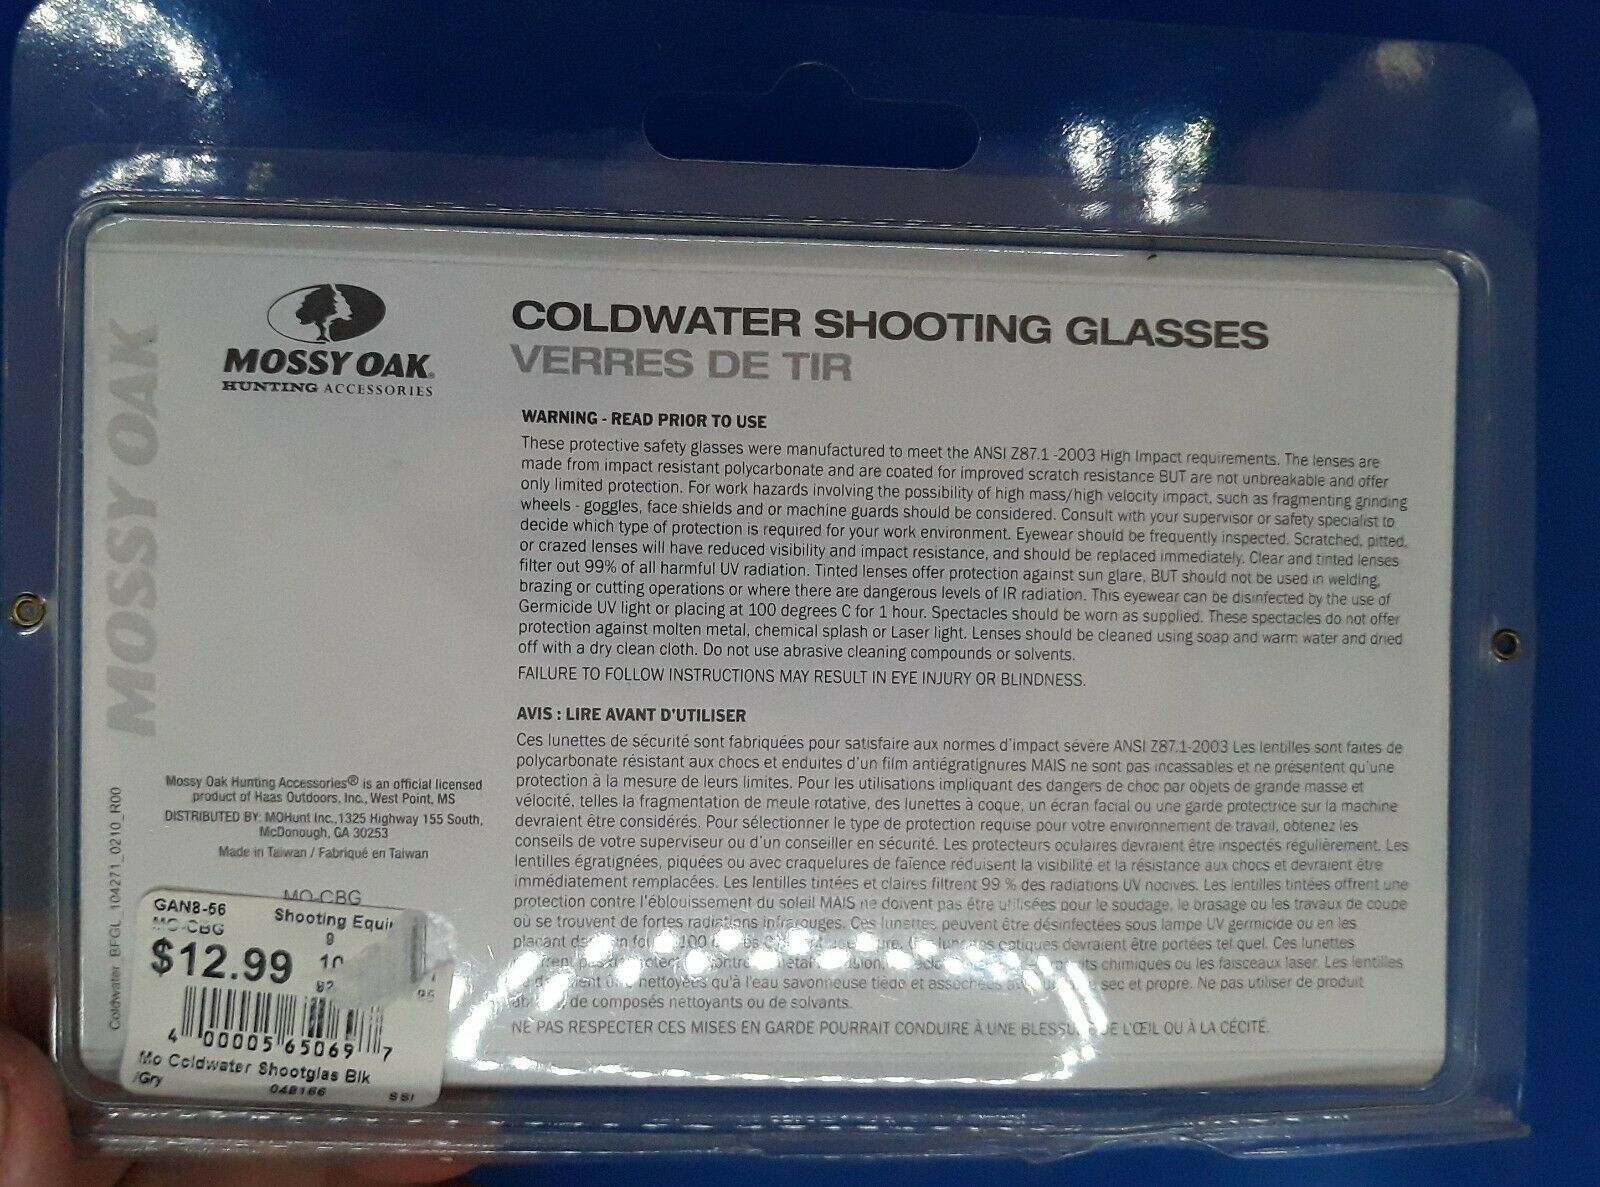 MOSSY OAK
MOSSY OAK®
HUNTING ACCESSORIES
COLDWATER SHOOTING GLASSES
VERRES DE TIR
WARNING - READ PRIOR TO USE
These protective safety glasses were manufactured to meet the ANSI Z87.1 -2003 High Impact requirements. The lenses are
made from impact resistant polycarbonate and are coated for improved scratch resistance BUT are not unbreakable and offer
only limited protection. For work hazards involving the possibility of high mass/high velocity impact, such as fragmenting grinding
wheels - goggles, face shields and or machine guards should be considered. Consult with your supervisor or safety specialist to
decide which type of protection is required for your work environment. Eyewear should be frequently inspected. Scratched, pitted,
or crazed lenses will have reduced visibility and impact resistance, and should be replaced immediately. Clear and tinted lenses
filter out 99% of all harmful UV radiation. Tinted lenses offer protection against sun glare, BUT should not be used in welding,
brazing or cutting operations or where there are dangerous levels of IR radiation. This eyewear can be disinfected by the use of
Germicide UV light or placing at 100 degrees C for 1 hour. Spectacles should be worn as supplied. These spectacles do not offer
protection against molten metal, chemical splash or Laser light. Lenses should be cleaned using soap and warm water and dried
off with a dry clean cloth. Do not use abrasive cleaning compounds or solvents.
FAILURE TO FOLLOW INSTRUCTIONS MAY RESULT IN EYE INJURY OR BLINDNESS.
AVIS : LIRE AVANT D'UTILISER
Ces lunettes de sécurité sont fabriquées pour satisfaire aux normes d'impact sévère ANSI Z87.1-2003 Les lentilles sont faites de
polycarbonate résistant aux chocs et enduites d'un film antiégratignures MAIS ne sont pas incassables et ne présentent qu'une
protection à la mesure de leurs limites. Pour les utilisations impliquant des dangers de choc par objets de grande masse et
vélocité, telles la fragmentation de meule rotative, des lunettes à coque, un écran facial ou une garde protectrice sur la machine
devraient être considérés. Pour sélectionner le type de protection requise pour votre environnement de travail, obtenez les
conseils de votre superviseur ou d'un conseiller en sécurité. Les protecteurs oculaires devraient être inspectés régulièrement. Les
lentilles égratignées, piquées ou avec craquelures de faïence réduisent la visibilité et la résistance aux chocs et devraient être
immédiatement remplacées. Les lentilles tintées et claires filtrent 99 % des radiations UV nocives. Les lentilles tintées offrent une
protection contre l'éblouissement du soleil MAIS ne doivent pas être utilisées pour le soudage, le brasage ou les travaux de coupe
où se trouvent de fortes radiations infrarouges. Ces lunettes peuvent être désinfectées sous lampe UV germicide ou en les
plaçant 100 optiques devraient être portées tel quel. Ces lunettes
chimiques ou les faisceaux laser. Les lentilles
nettoyées qu'à l'eau savonneuse tiède et asséchées sec et propre. Ne pas utiliser de produit
de composés nettoyants ou de solvants.
NE PAS RESPECTER CES MISES EN GARDE POURRAIT CONDUIRE À UNE L'ŒIL OU À LA CÉCITÉ.
Mossy Oak Hunting Accessories® is an official licensed
product of Haas Outdoors, Inc., West Point, MS
DISTRIBUTED BY: MOHunt Inc.,1325 Highway 155 South,
McDonough, GA 30253
Made in Taiwan / Fabriqué en Taiwan
Coldwater_BFGL_104271_0210_R00
MO-CBG
GAN8-56
MO-CBG
Shooting
9
$12.99
4 00005 65069 7
Mo Coldwater Shootglas Blk
/Gry
048166 SSI